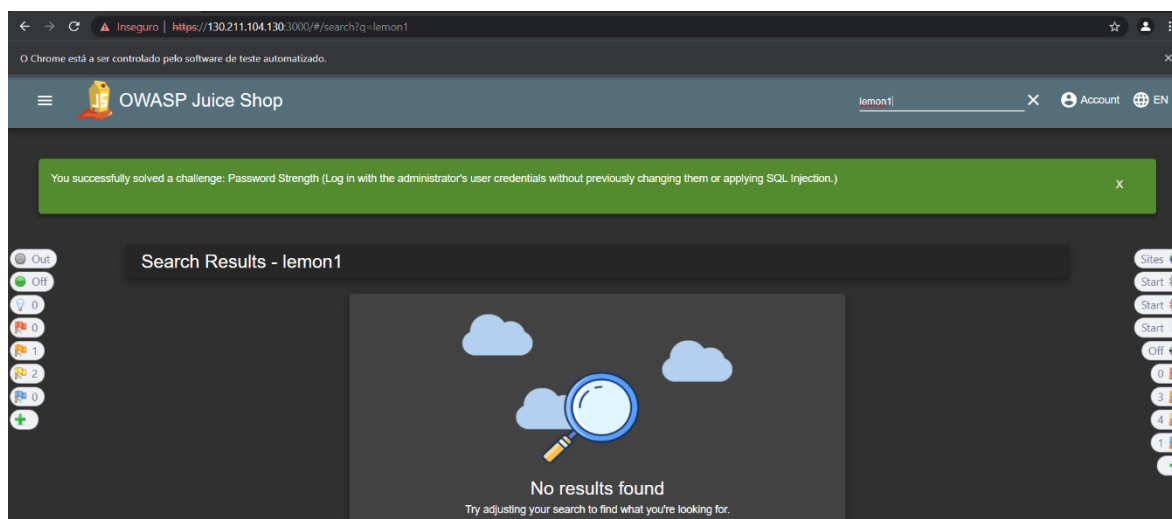 Inseguro | https://130.211.104.130:3000/#/search?q=lemon1
O Chrome está a ser controlado pelo software de teste automatizado.
OWASP Juice Shop
lemon1
Account
EN
You successfully solved a challenge: Password Strength (Log in with the administrator's user credentials without previously changing them or applying SQL Injection.)
X
Search Results - lemon1
Out
Off
0
0
1
2
0
Sites
Start
Start
Start
Off
0
3
4
1
No results found
Try adjusting your search to find what you're looking for.